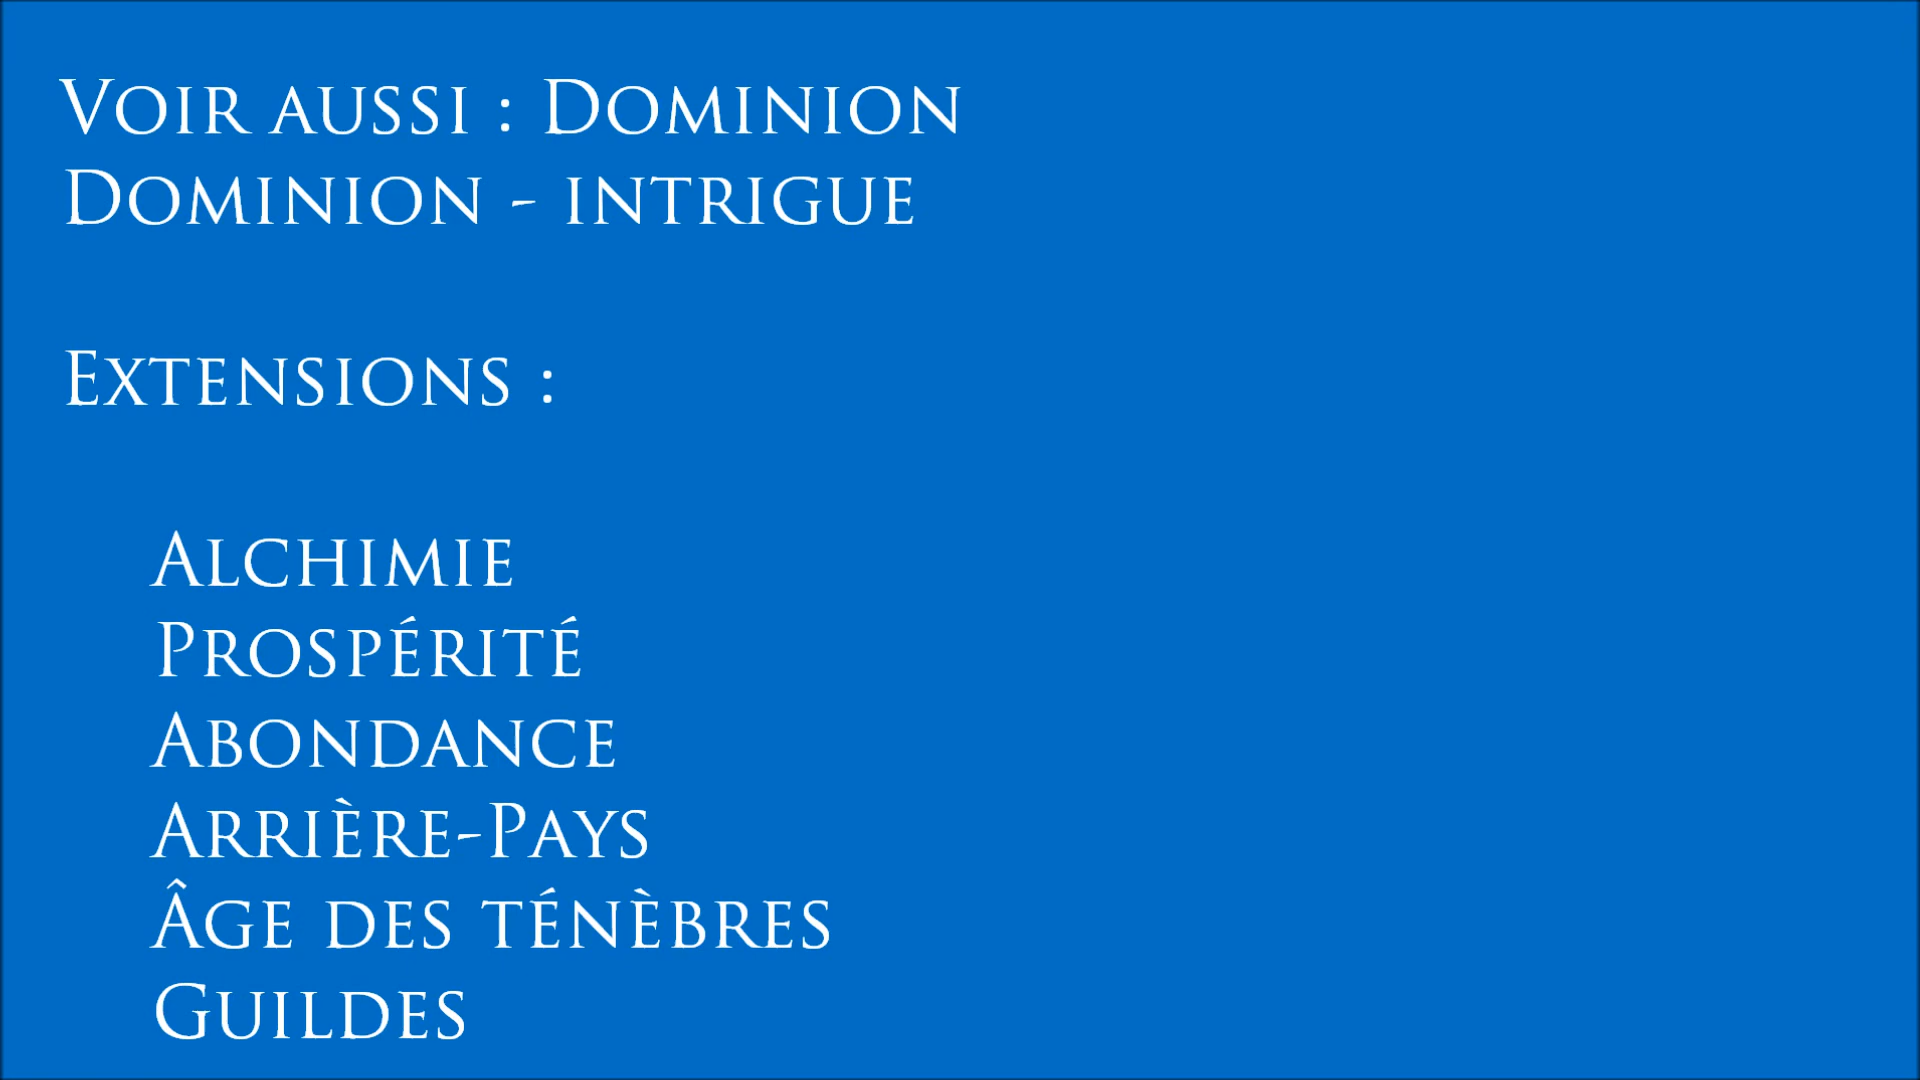 Voir aussi : Dominion
Dominion - intrigue
Extensions :
Alchimie
Prospérité
Abondance
Arrière-Pays
Âge des ténèbres
Guildes